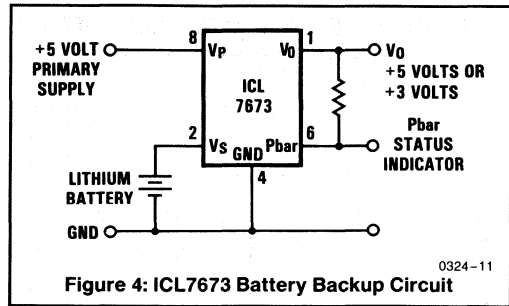 +5 VOLT
PRIMARY
SUPPLY
8
VP
ICL
7673
VO
1
VO
+5 VOLTS OR
+3 VOLTS
2
VS
GND
4
Pbar
6
Pbar
STATUS
INDICATOR
LITHIUM
BATTERY
GND
0324-11
Figure 4: ICL7673 Battery Backup Circuit